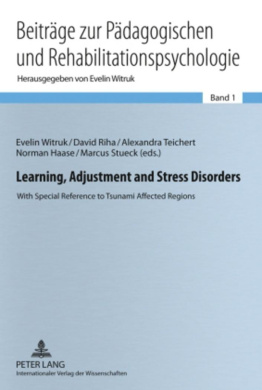 Beiträge zur Pädagogischen
und Rehabilitationspsychologie
Herausgegeben von Evelin Witruk
Band 1
Evelin Witruk / David Riha / Alexandra Teichert
Norman Haase / Marcus Stueck (eds.)
Learning, Adjustment and Stress Disorders
With Special Reference to Tsunami Affected Regions
PETER LANG
Internationaler Verlag der Wissenschaften